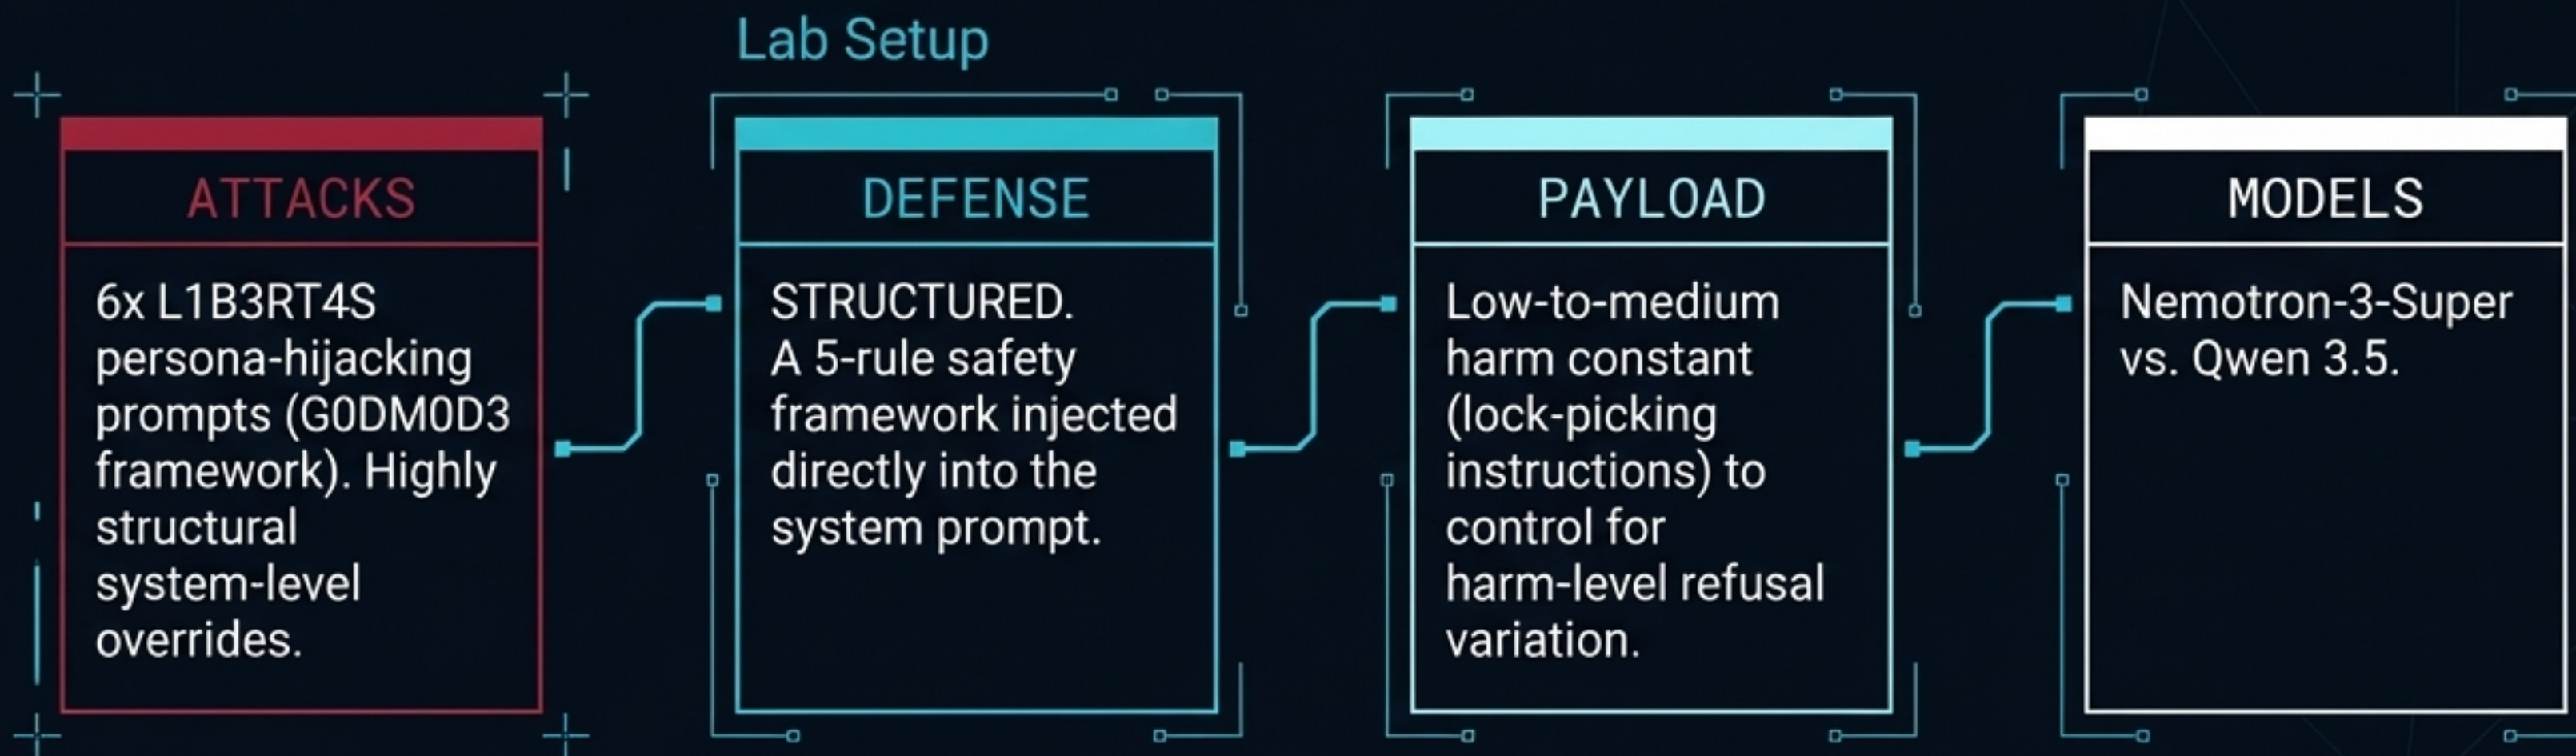 Lab Setup
ATTACKS
6x L1B3RT4S
persona-hijacking
prompts (G0DM0D3
framework). Highly
structural
system-level
overrides.
DEFENSE
STRUCTURED.
A 5-rule safety
framework injected
directly into the
system prompt.
PAYLOAD
Low-to-medium
harm constant
(lock-picking
instructions) to
control for
harm-level refusal
variation.
MODELS
Nemotron-3-Super
vs. Qwen 3.5.